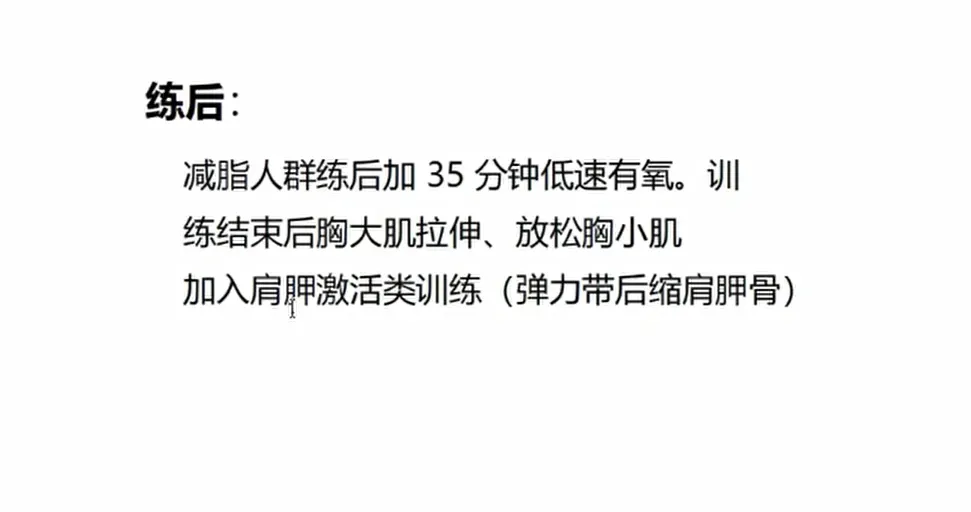 练后：
减脂人群练后加 35 分钟低速有氧。训
练结束后胸大肌拉伸、放松胸小肌
加入肩胛激活类训练（弹力带后缩肩胛骨）